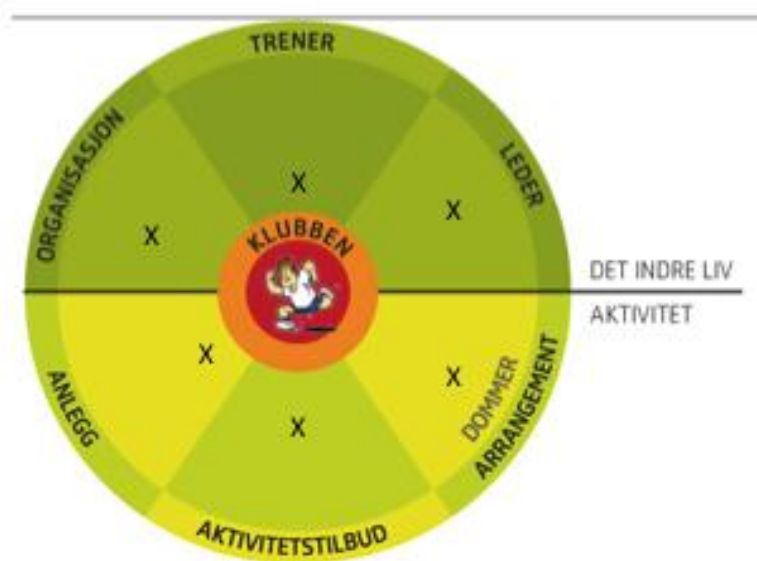 TRENER
ORGANISASJON
LEDER
X
X
X
KLUBBEN
DET INDRE LIV
AKTIVITET
X
X
X
ANLEGG
DOMMER
ARRANGEMENT
AKTIVITETSTILBUD